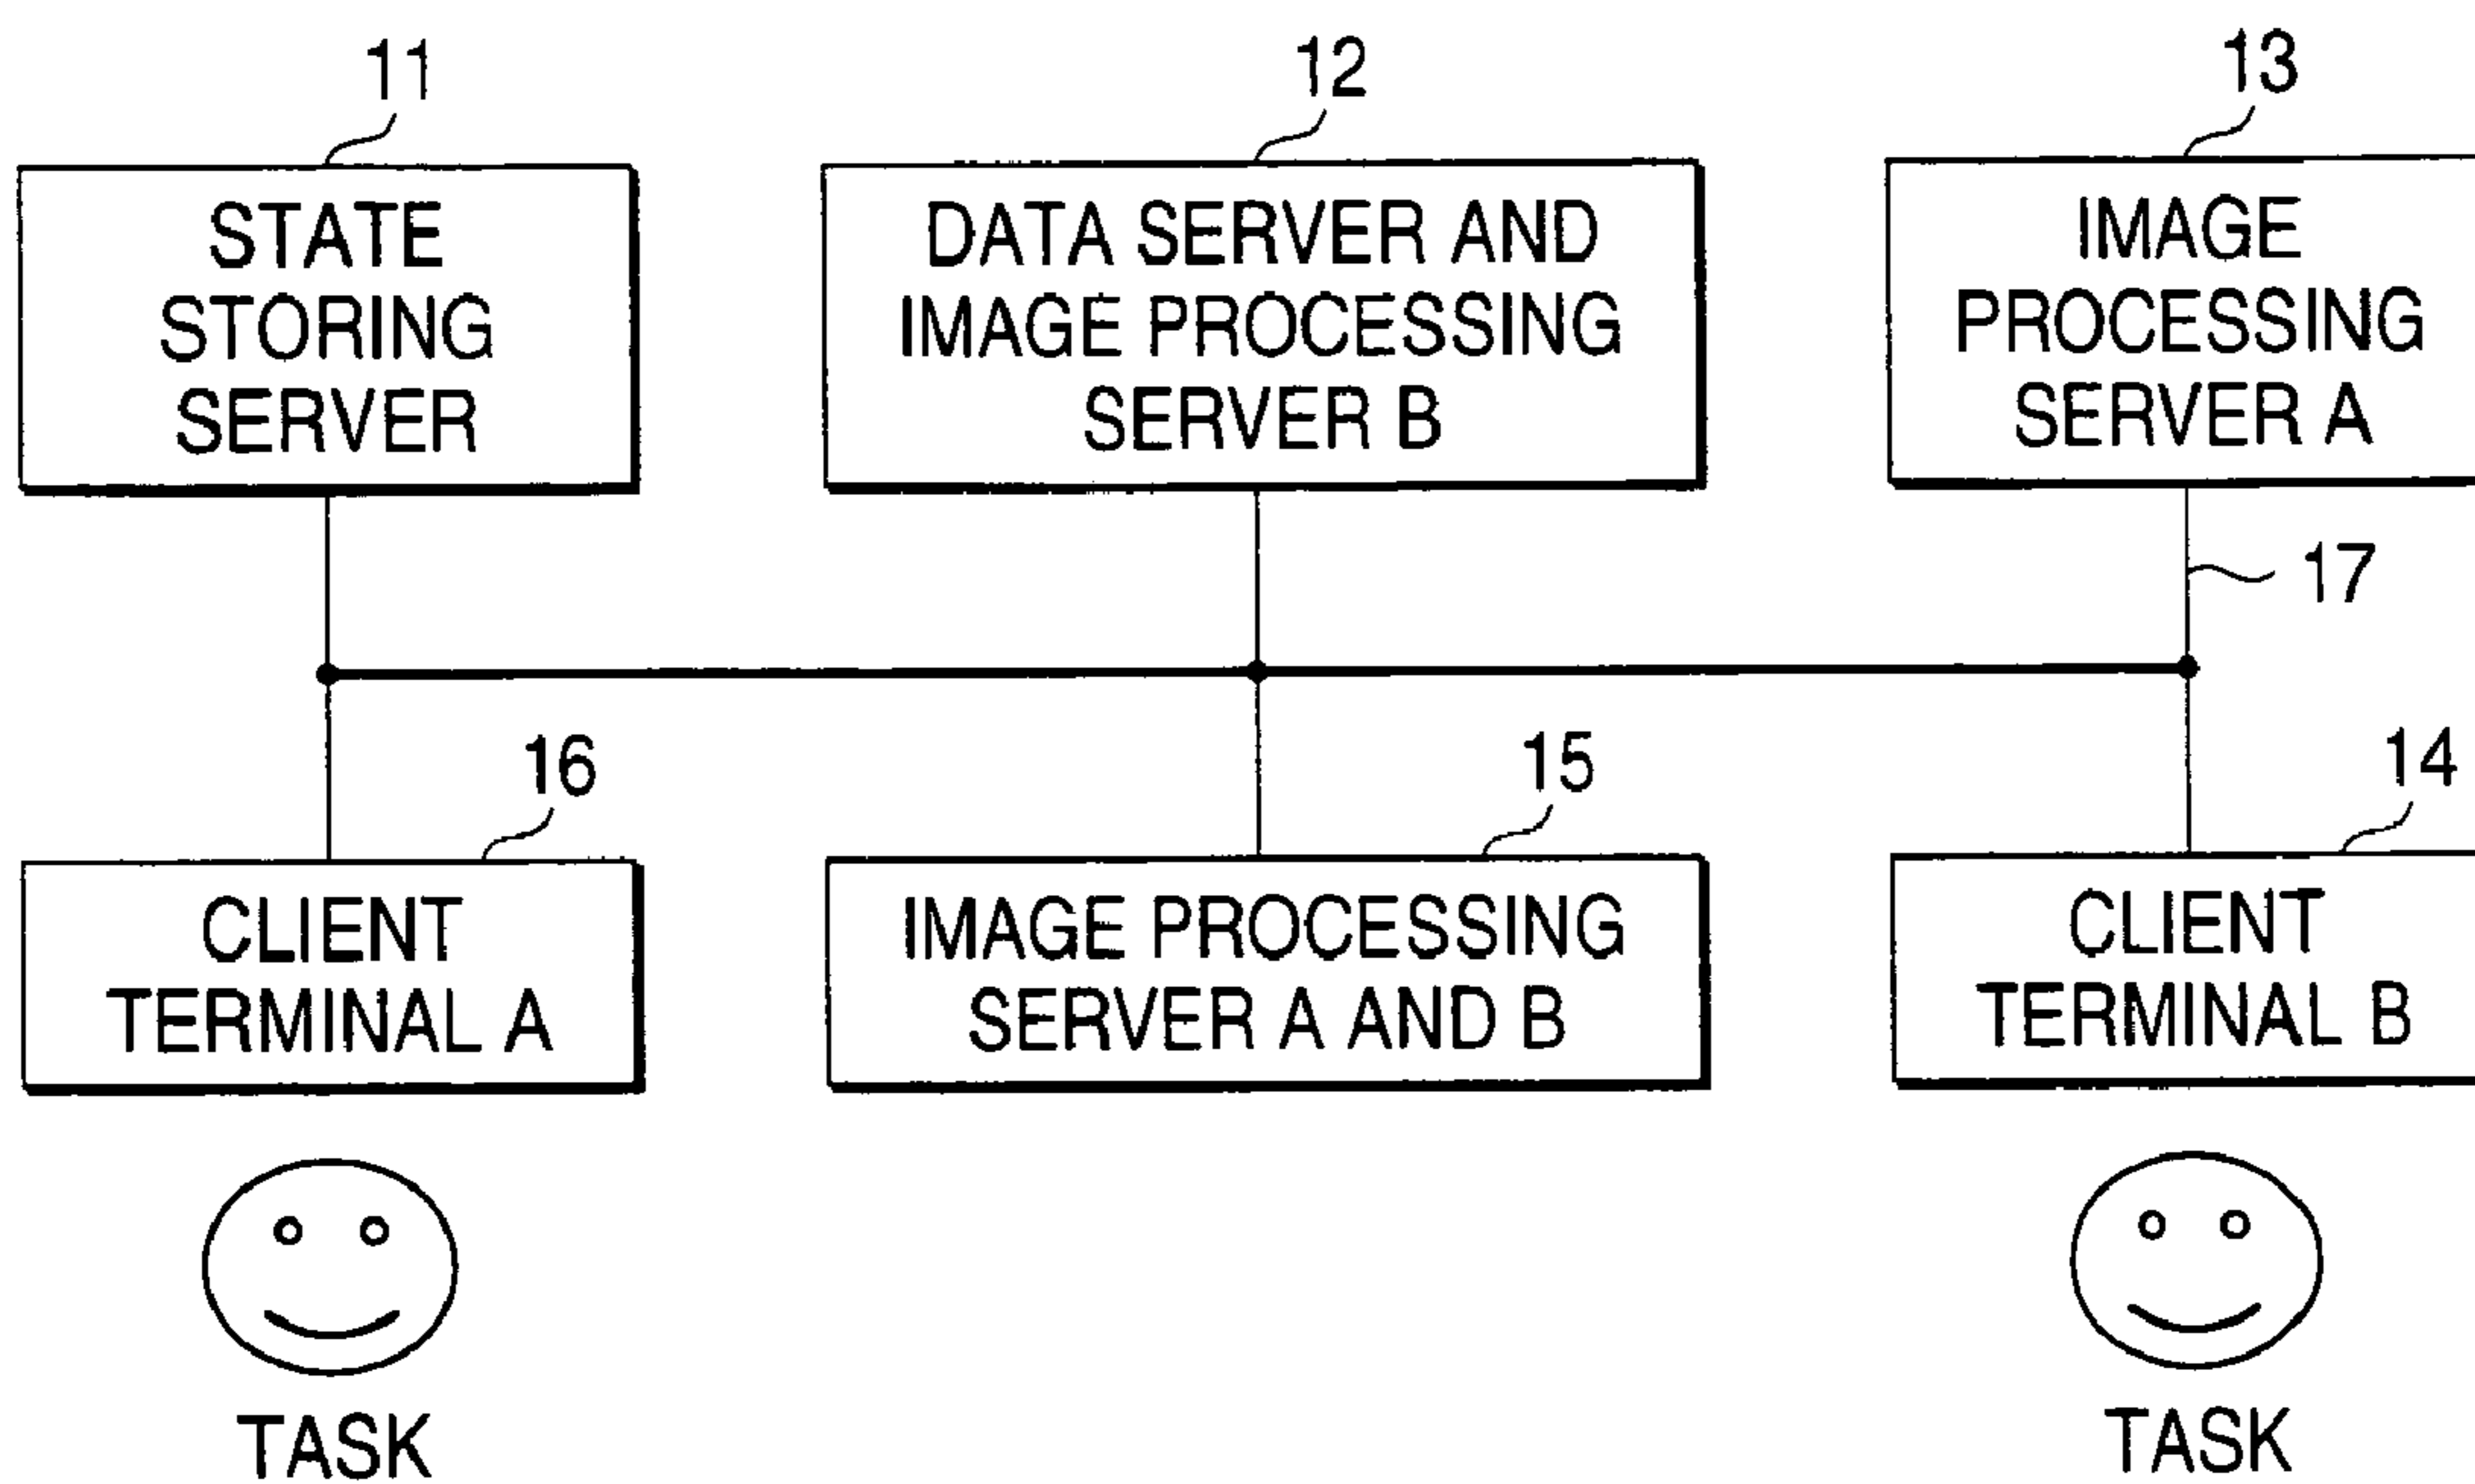 11
12
13
STATE
STORING
SERVER
DATA SERVER AND
IMAGE PROCESSING
SERVER B
IMAGE
PROCESSING
SERVER A
17
16
15
14
CLIENT
TERMINAL A
IMAGE PROCESSING
SERVER A AND B
CLIENT
TERMINAL B
TASK
TASK